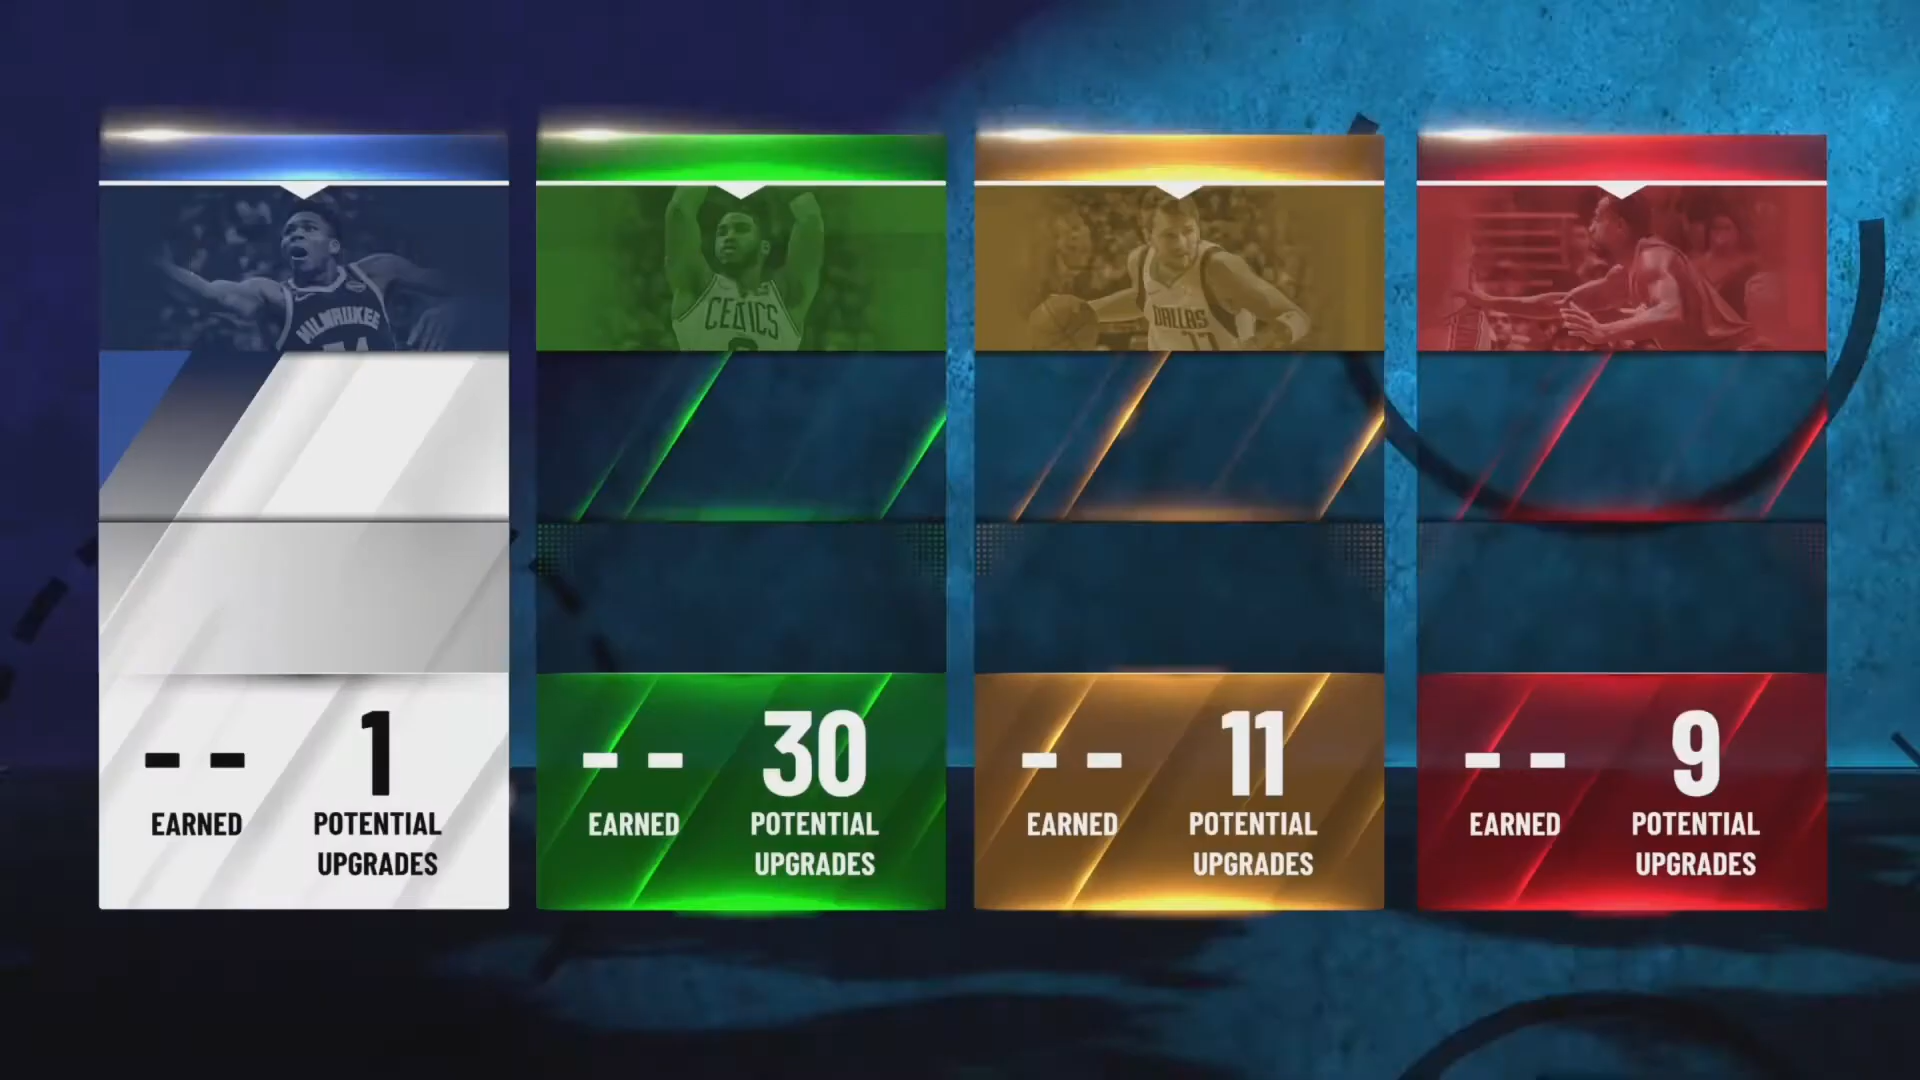 MILWAUKEE
CELTICS
DALLAS
-- 1
EARNED POTENTIAL
UPGRADES
-- 30
EARNED POTENTIAL
UPGRADES
-- 11
EARNED POTENTIAL
UPGRADES
-- 9
EARNED POTENTIAL
UPGRADES